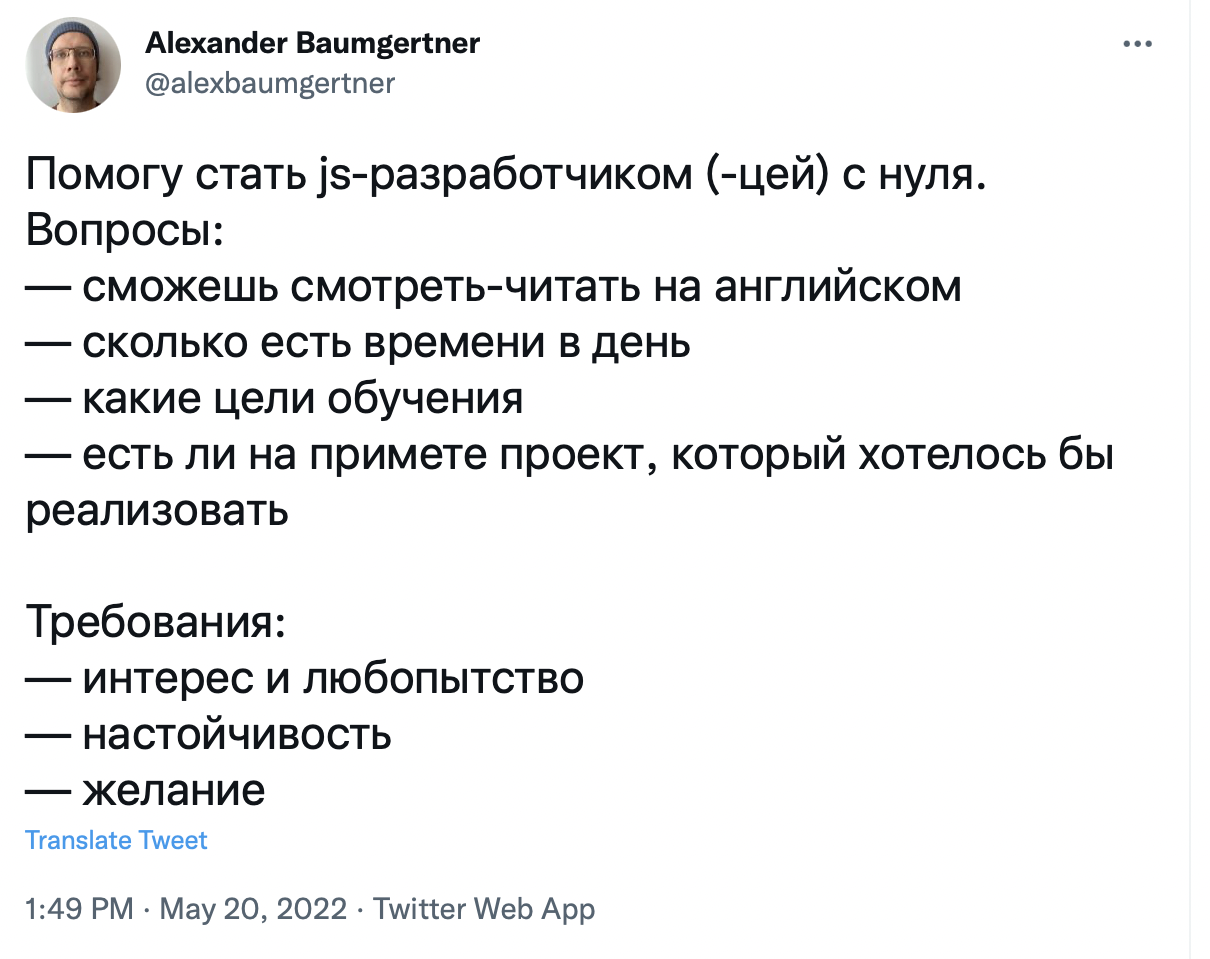 Alexander Baumgertner
@alexbaumgertner
Помогу стать js-разработчиком (-цей) с нуля.
Вопросы:
— сможешь смотреть-читать на английском
— сколько есть времени в день
— какие цели обучения
— есть ли на примете проект, который хотелось бы
реализовать
Требования:
— интерес и любопытство
— настойчивость
— желание
Translate Tweet
1:49 PM · May 20, 2022 · Twitter Web App